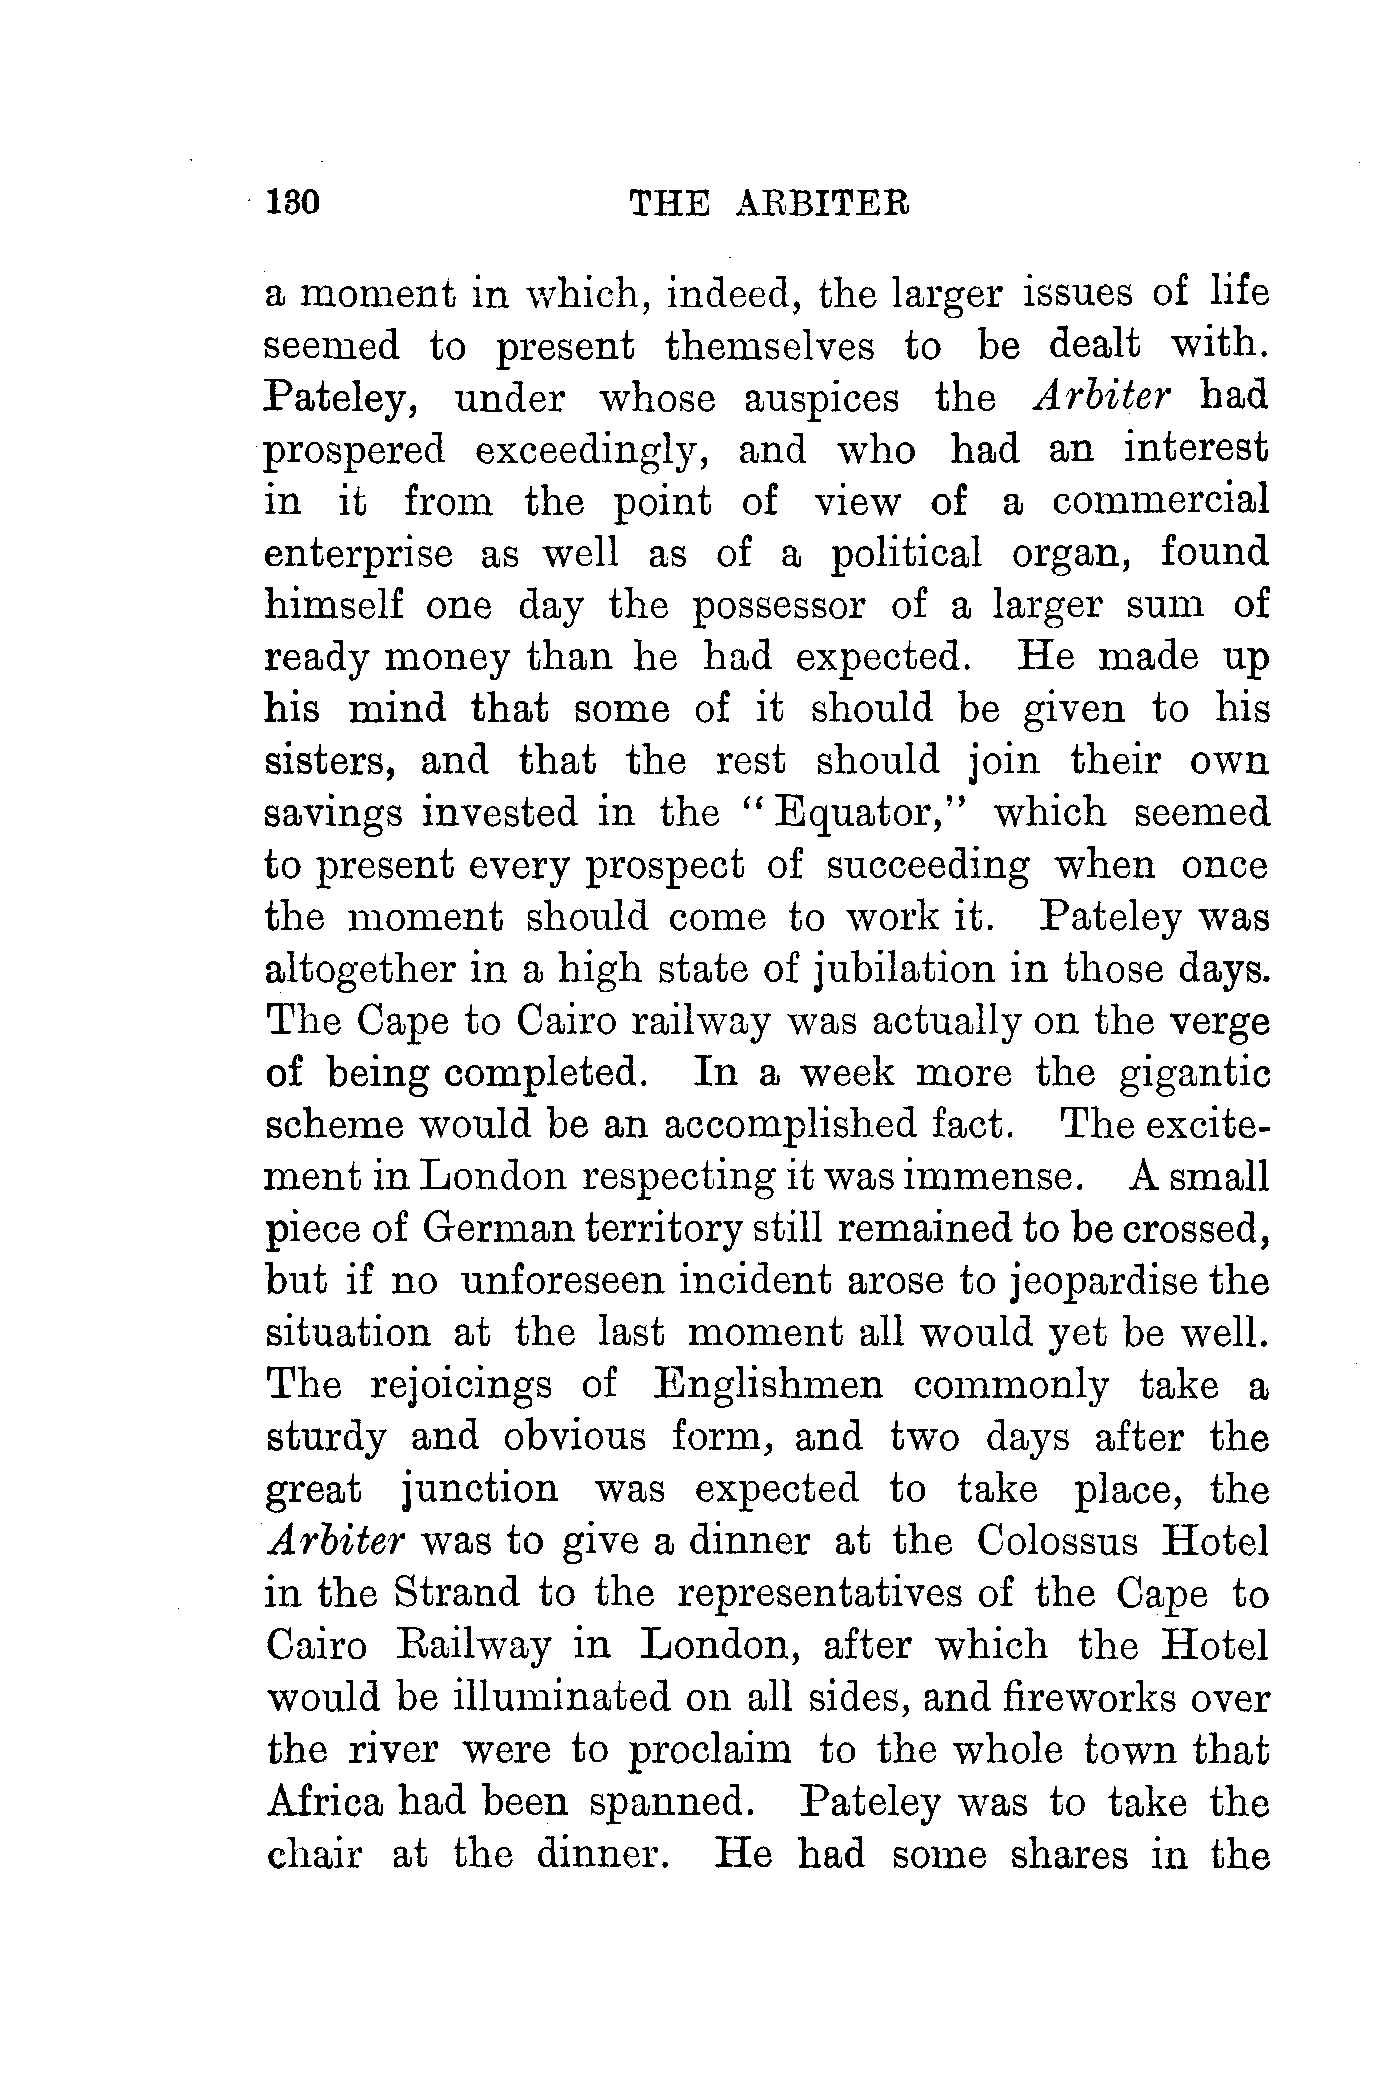 130 THE ARBITER
a moment in which, indeed, the larger issues of life
seemed to present themselves to be dealt with.
Pateley, under whose auspices the Arbiter had
prospered exceedingly, and who had an interest
in it from the point of view of a commercial
enterprise as well as of a political organ, found
himself one day the possessor of a larger sum of
ready money than he had expected. He made up
his mind that some of it should be given to his
sisters, and that the rest should join their own
savings invested in the "Equator," which seemed
to present every prospect of succeeding when once
the moment should come to work it. Pateley was
altogether in a high state of jubilation in those days.
The Cape to Cairo railway was actually on the verge
of being completed. In a week more the gigantic
scheme would be an accomplished fact. The excite-
ment in London respecting it was immense. A small
piece of German territory still remained to be crossed,
but if no unforeseen incident arose to jeopardise the
situation at the last moment all would yet be well.
The rejoicings of Englishmen commonly take a
sturdy and obvious form, and two days after the
great junction was expected to take place, the
Arbiter was to give a dinner at the Colossus Hotel
in the Strand to the representatives of the Cape to
Cairo Railway in London, after which the Hotel
would be illuminated on all sides, and fireworks over
the river were to proclaim to the whole town that
Africa had been spanned. Pateley was to take the
chair at the dinner. He had some shares in the